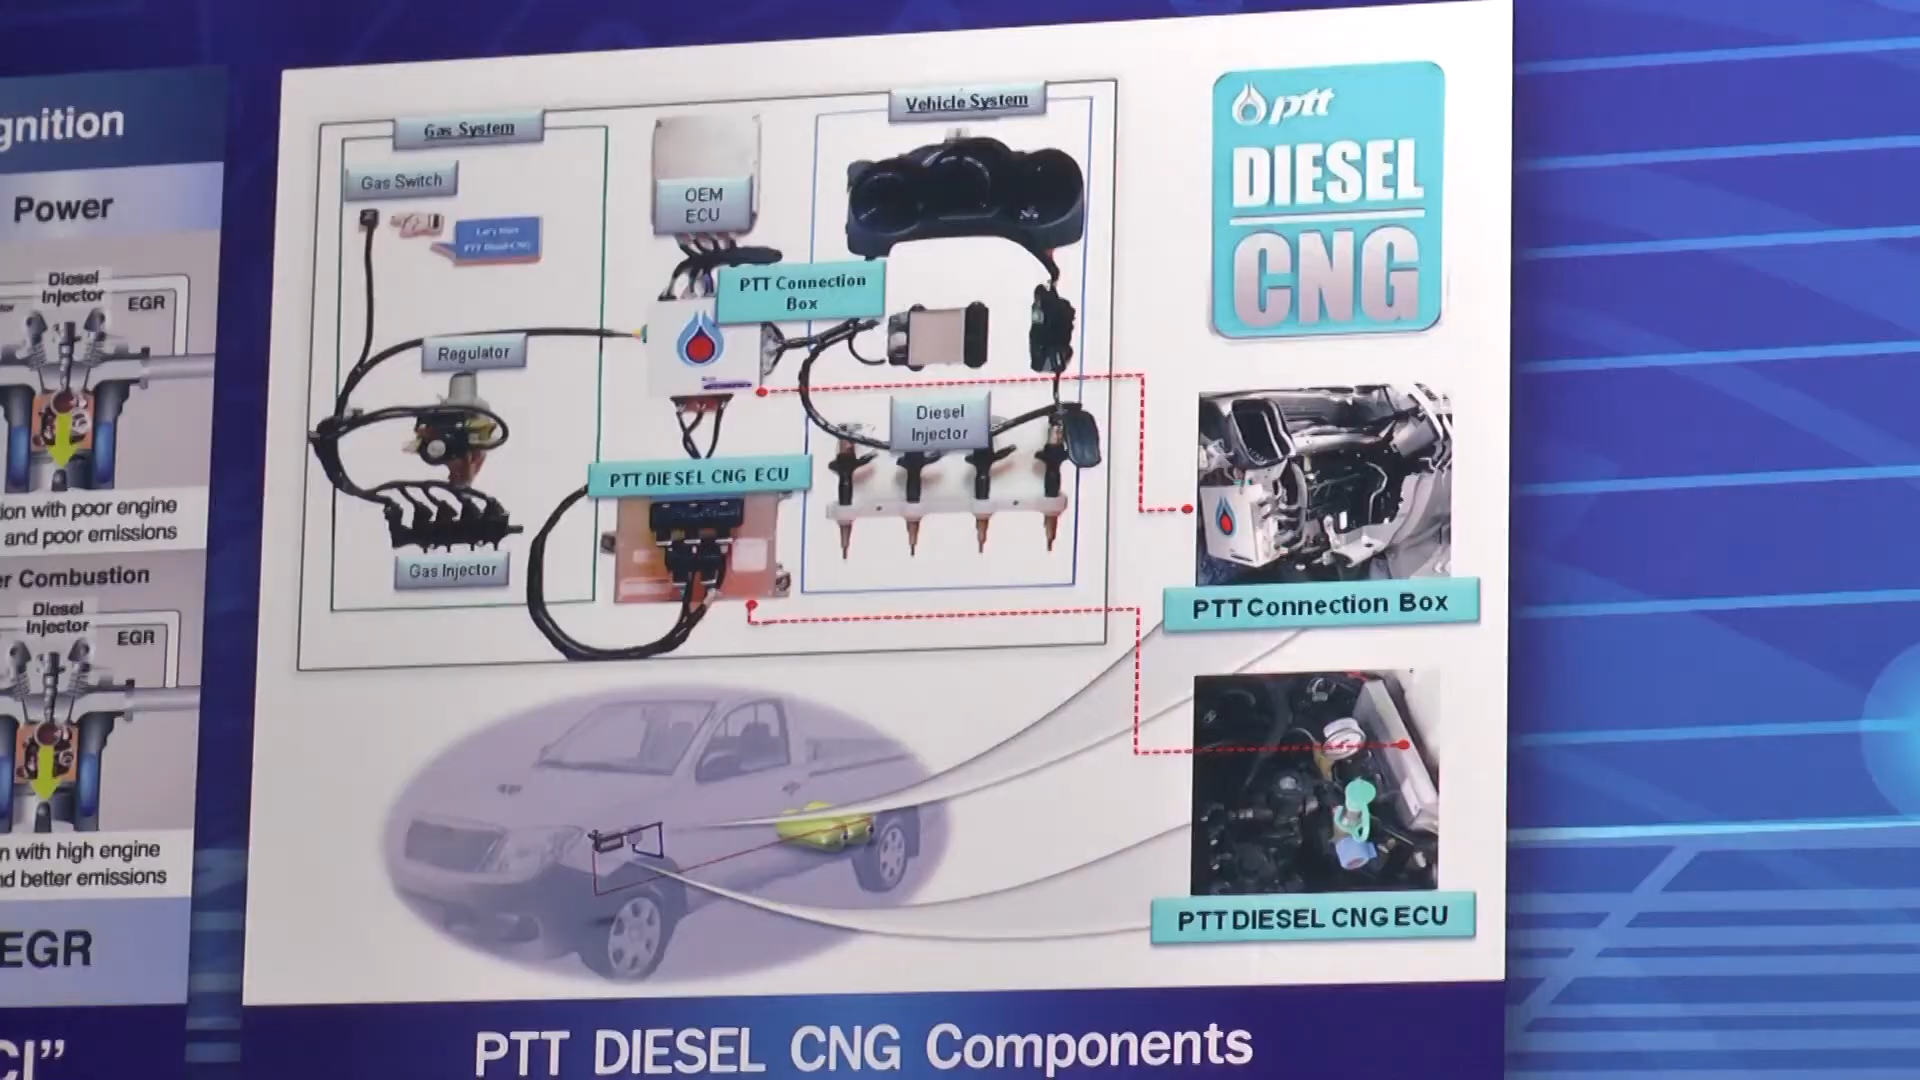 gnition
Power
Diesel
Injector
EGR
ion with poor engine
and poor emissions
er Combustion
Diesel
Injector
EGR
n with high engine
nd better emissions
EGR
CI”
Gas System
Gas Switch
Regulator
Gas Injector
OEM
ECU
PTT Connection
Box
PTT DIESEL CNG ECU
Vehicle System
Diesel
Injector
ptt
DIESEL
CNG
PTT Connection Box
PTT DIESEL CNG ECU
PTT DIESEL CNG Components